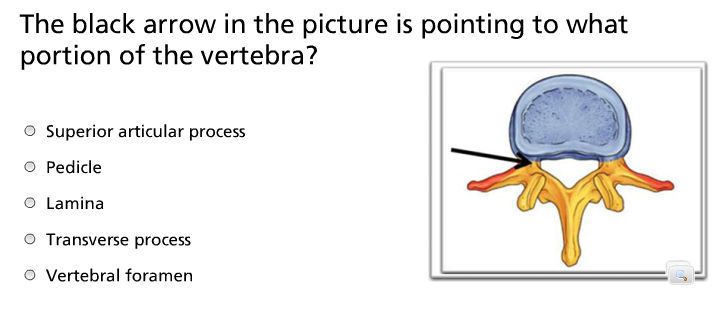 The black arrow in the picture is pointing to what
portion of the vertebra?
Superior articular process
Pedicle
Lamina
Transverse process
Vertebral foramen